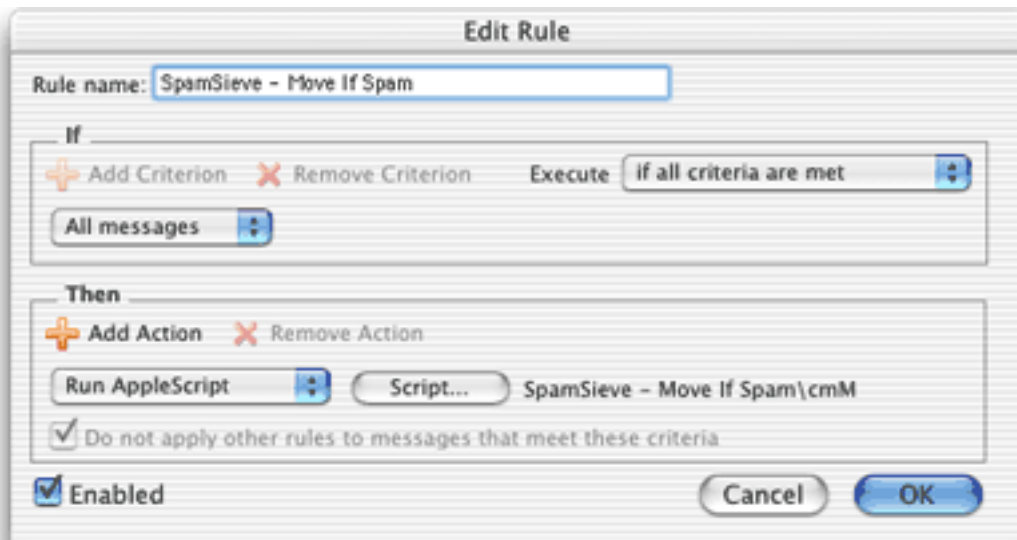 Edit Rule
Rule name: SpamSieve - Move If Spam
If
Add Criterion Remove Criterion Execute if all criteria are met
All messages
Then
Add Action Remove Action
Run AppleScript Script... SpamSieve - Move If Spam\cmM
Do not apply other rules to messages that meet these criteria
Enabled Cancel OK